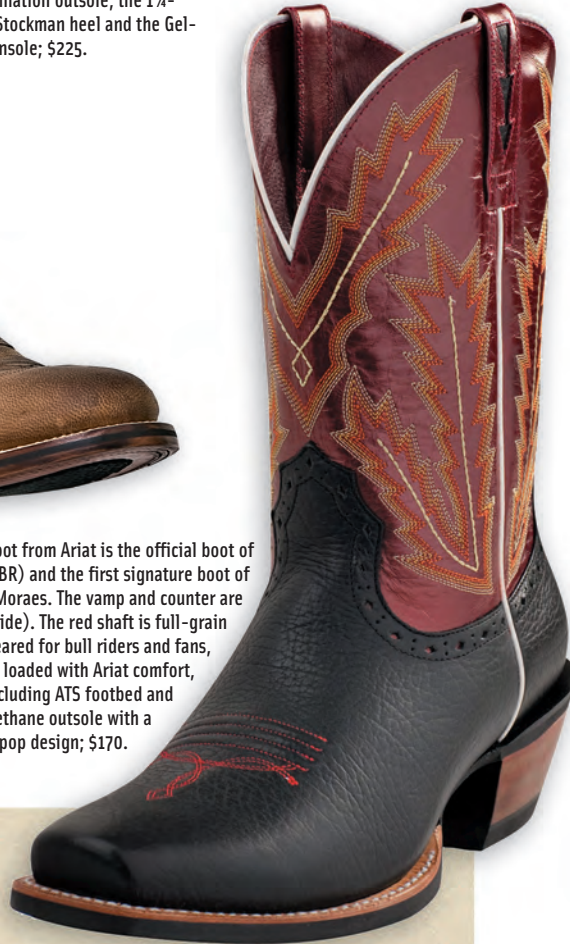 mation outsole, the 1¼-
Stockman heel and the Gel-
nsole; $225.
oot from Ariat is the official boot of
BR) and the first signature boot of
Moraes. The vamp and counter are
ide). The red shaft is full-grain
eared for bull riders and fans,
loaded with Ariat comfort,
cluding ATS footbed and
ethane outsole with a
pop design; $170.